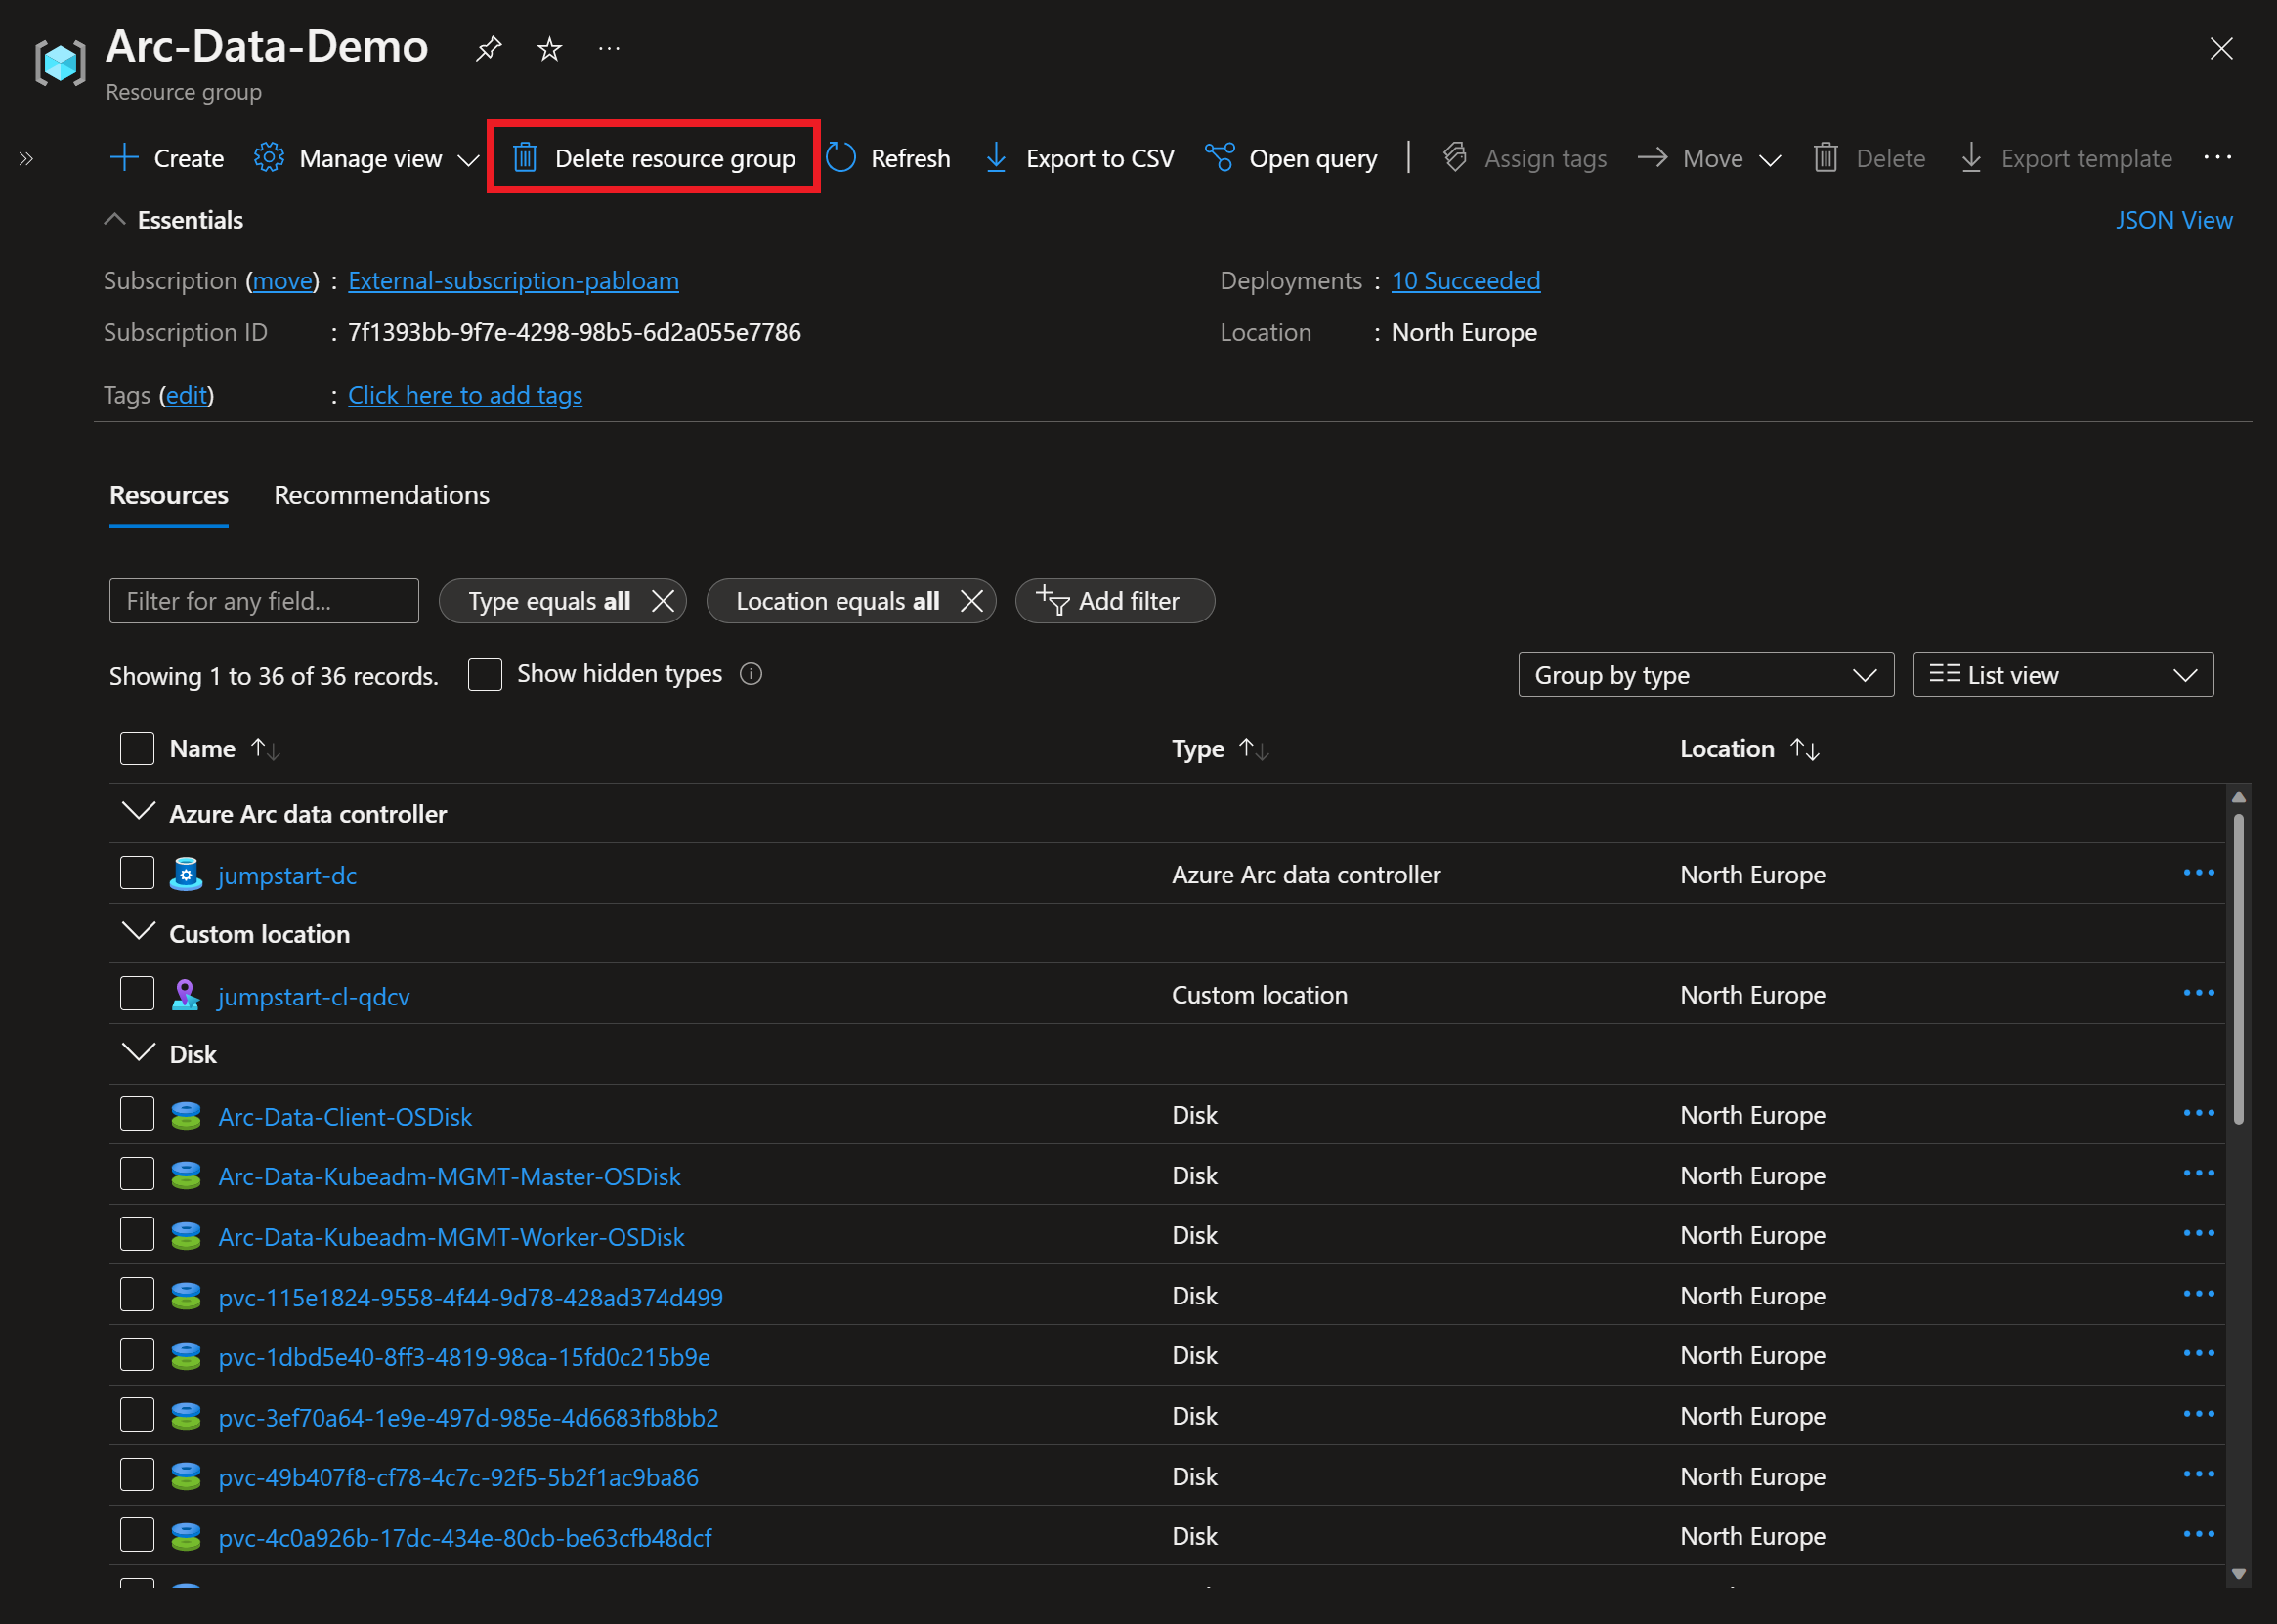 Arc-Data-Demo
Resource group
Create Manage view Delete resource group Refresh Export to CSV Open query Assign tags Move Delete Export template
Essentials JSON View
Subscription (move) : External-subscription-pabloam Deployments : 10 Succeeded
Subscription ID : 7f1393bb-9f7e-4298-98b5-6d2a055e7786 Location : North Europe
Tags (edit) : Click here to add tags
Resources Recommendations
Filter for any field... Type equals all Location equals all Add filter
Showing 1 to 36 of 36 records. Show hidden types Group by type List view
Name Type Location
Azure Arc data controller
jumpstart-dc Azure Arc data controller North Europe
Custom location
jumpstart-cl-qdcv Custom location North Europe
Disk
Arc-Data-Client-OSDisk Disk North Europe
Arc-Data-Kubeadm-MGMT-Master-OSDisk Disk North Europe
Arc-Data-Kubeadm-MGMT-Worker-OSDisk Disk North Europe
pvc-115e1824-9558-4f44-9d78-428ad374d499 Disk North Europe
pvc-1dbd5e40-8ff3-4819-98ca-15fd0c215b9e Disk North Europe
pvc-3ef70a64-1e9e-497d-985e-4d6683fb8bb2 Disk North Europe
pvc-49b407f8-cf78-4c7c-92f5-5b2f1ac9ba86 Disk North Europe
pvc-4c0a926b-17dc-434e-80cb-be63cfb48dcf Disk North Europe